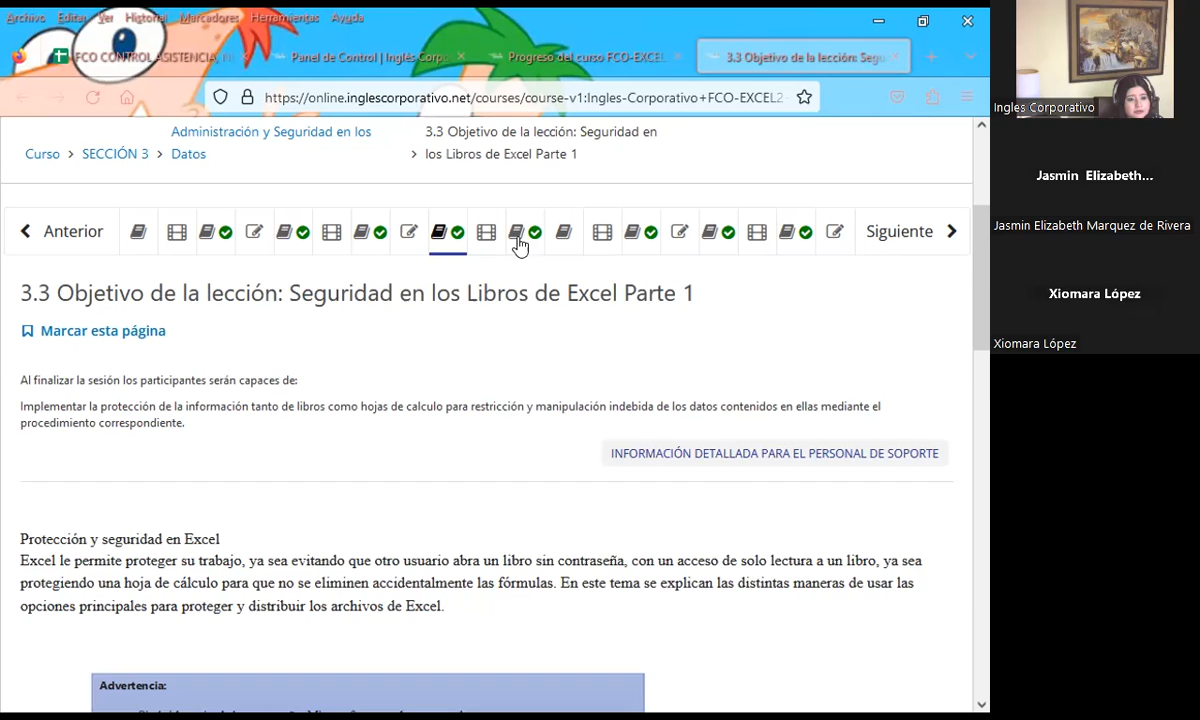 Archivo Editar Ver Historial Marcadores Herramientas Ayuda
FCO CONTROL ASISTENCIA,
Panel de Control | Inglés Corpo
Progreso del curso FCO-EXCEL
3.3 Objetivo de la lección: Segu
https://online.inglescorporativo.net/courses/course-v1:Ingles-Corporativo+FCO-EXCEL2
Curso > SECCIÓN 3 > Administración y Seguridad en los Datos > 3.3 Objetivo de la lección: Seguridad en los Libros de Excel Parte 1
Anterior
Siguiente
3.3 Objetivo de la lección: Seguridad en los Libros de Excel Parte 1
Marcar esta página
Al finalizar la sesión los participantes serán capaces de:
Implementar la protección de la información tanto de libros como hojas de calculo para restricción y manipulación indebida de los datos contenidos en ellas mediante el
procedimiento correspondiente.
INFORMACIÓN DETALLADA PARA EL PERSONAL DE SOPORTE
Protección y seguridad en Excel
Excel le permite proteger su trabajo, ya sea evitando que otro usuario abra un libro sin contraseña, con un acceso de solo lectura a un libro, ya sea
protegiendo una hoja de cálculo para que no se eliminen accidentalmente las fórmulas. En este tema se explican las distintas maneras de usar las
opciones principales para proteger y distribuir los archivos de Excel.
Advertencia:
Ingles Corporativo
Jasmin Elizabeth...
Jasmin Elizabeth Marquez de Rivera
Xiomara López
Xiomara López